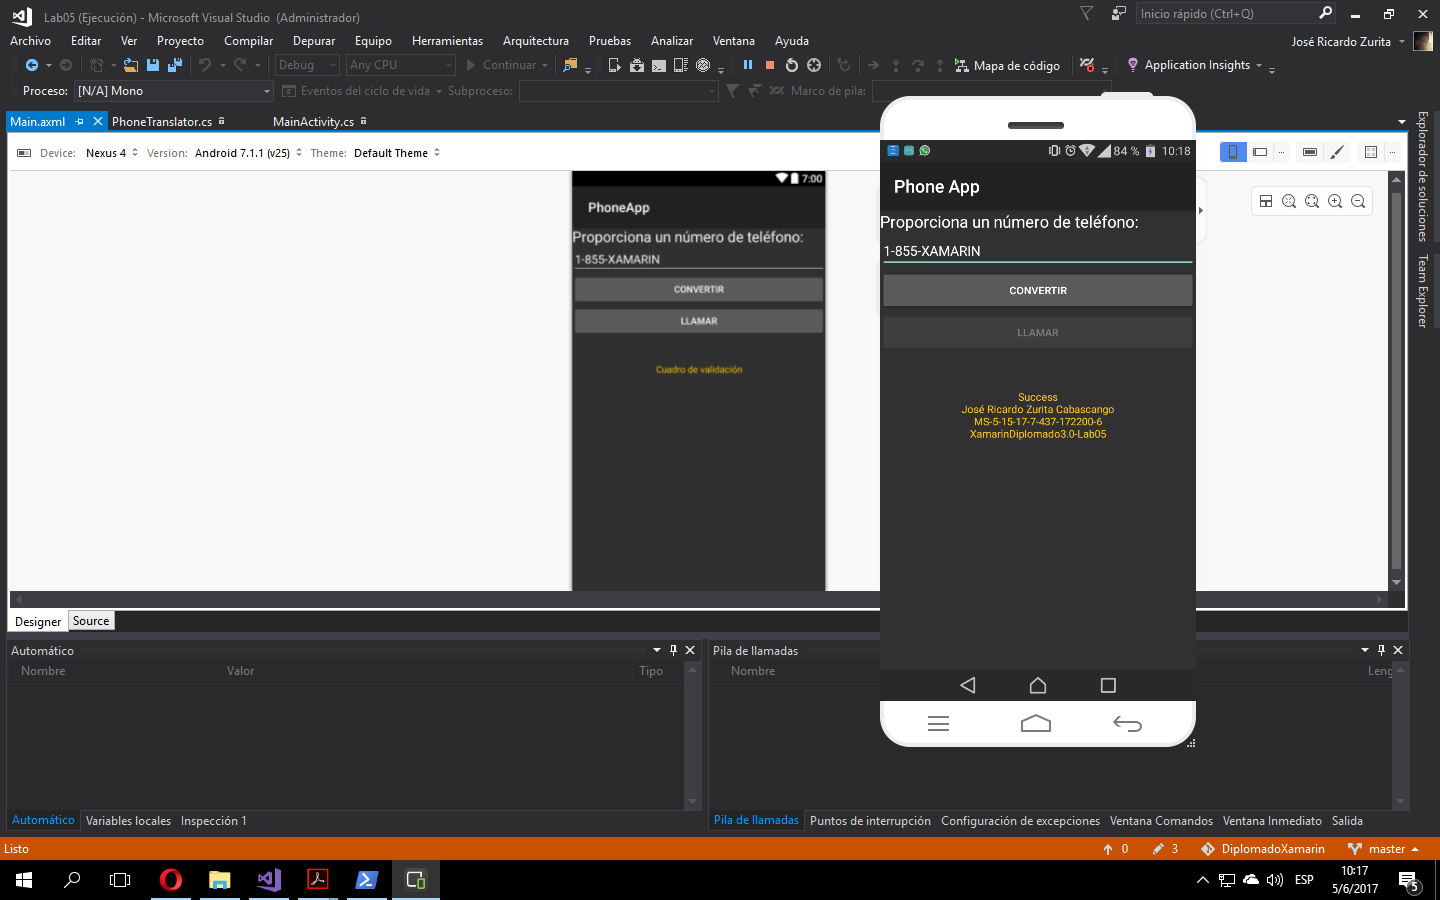 Lab05 (Ejecución) - Microsoft Visual Studio (Administrador)
Inicio rápido (Ctrl+Q)
Archivo Editar Ver Proyecto Compilar Depurar Equipo Herramientas Arquitectura Pruebas Analizar Ventana Ayuda
José Ricardo Zurita
Debug Any CPU Continuar Mapa de código Application Insights
Proceso: [N/A] Mono Eventos del ciclo de vida Subproceso: Marco de pila:
Main.axml PhoneTranslator.cs MainActivity.cs
Device: Nexus 4 Version: Android 7.1.1 (v25) Theme: Default Theme
7:00
PhoneApp
Proporciona un número de teléfono:
1-855-XAMARIN
CONVERTIR
LLAMAR
Cuadro de validación
84 % 10:18
Phone App
Proporciona un número de teléfono:
1-855-XAMARIN
CONVERTIR
LLAMAR
Success
José Ricardo Zurita Cabascango
MS-5-15-17-7-437-172200-6
XamarinDiplomado3.0-Lab05
Explorador de soluciones
Team Explorer
Designer Source
Automático
Nombre Valor Tipo
Automático Variables locales Inspección 1
Pila de llamadas
Nombre Leng
Pila de llamadas Puntos de interrupción Configuración de excepciones Ventana Comandos Ventana Inmediato Salida
Listo
0 3 DiplomadoXamarin master
ESP
10:17
5/6/2017
5